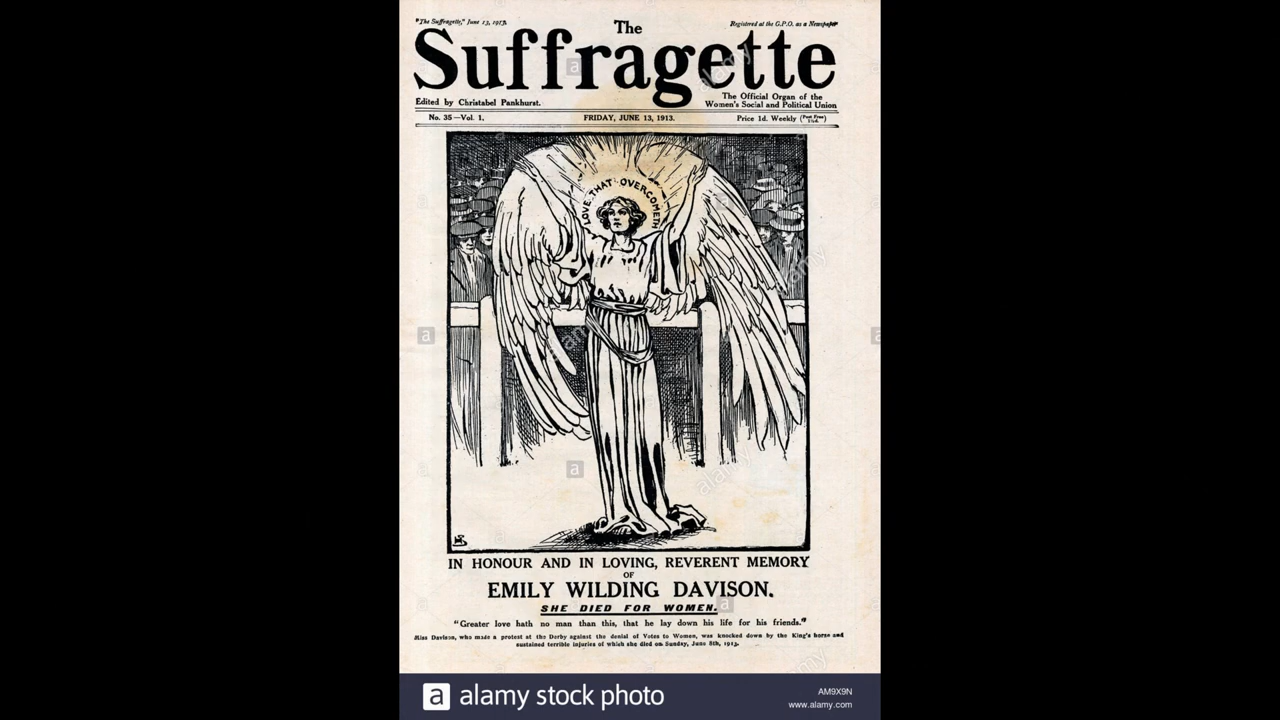 "The Suffragette," June 13, 1913.
Registered at the G.P.O. as a Newspaper
The
Suffragette
Edited by Christabel Pankhurst.
The Official Organ of the
Women's Social and Political Union
No. 35—Vol. 1.
FRIDAY, JUNE 13, 1913.
Price 1d. Weekly (Post Free 1½d.)
LOVE THAT OVERCOMETH
IN HONOUR AND IN LOVING, REVERENT MEMORY
OF
EMILY WILDING DAVISON.
SHE DIED FOR WOMEN.
"Greater love hath no man than this, that he lay down his life for his friends."
Miss Davison, who made a protest at the Derby against the denial of Votes to Women, was knocked down by the King's horse and
sustained terrible injuries of which she died on Sunday, June 8th, 1913.
a alamy stock photo
AM9X9N
www.alamy.com